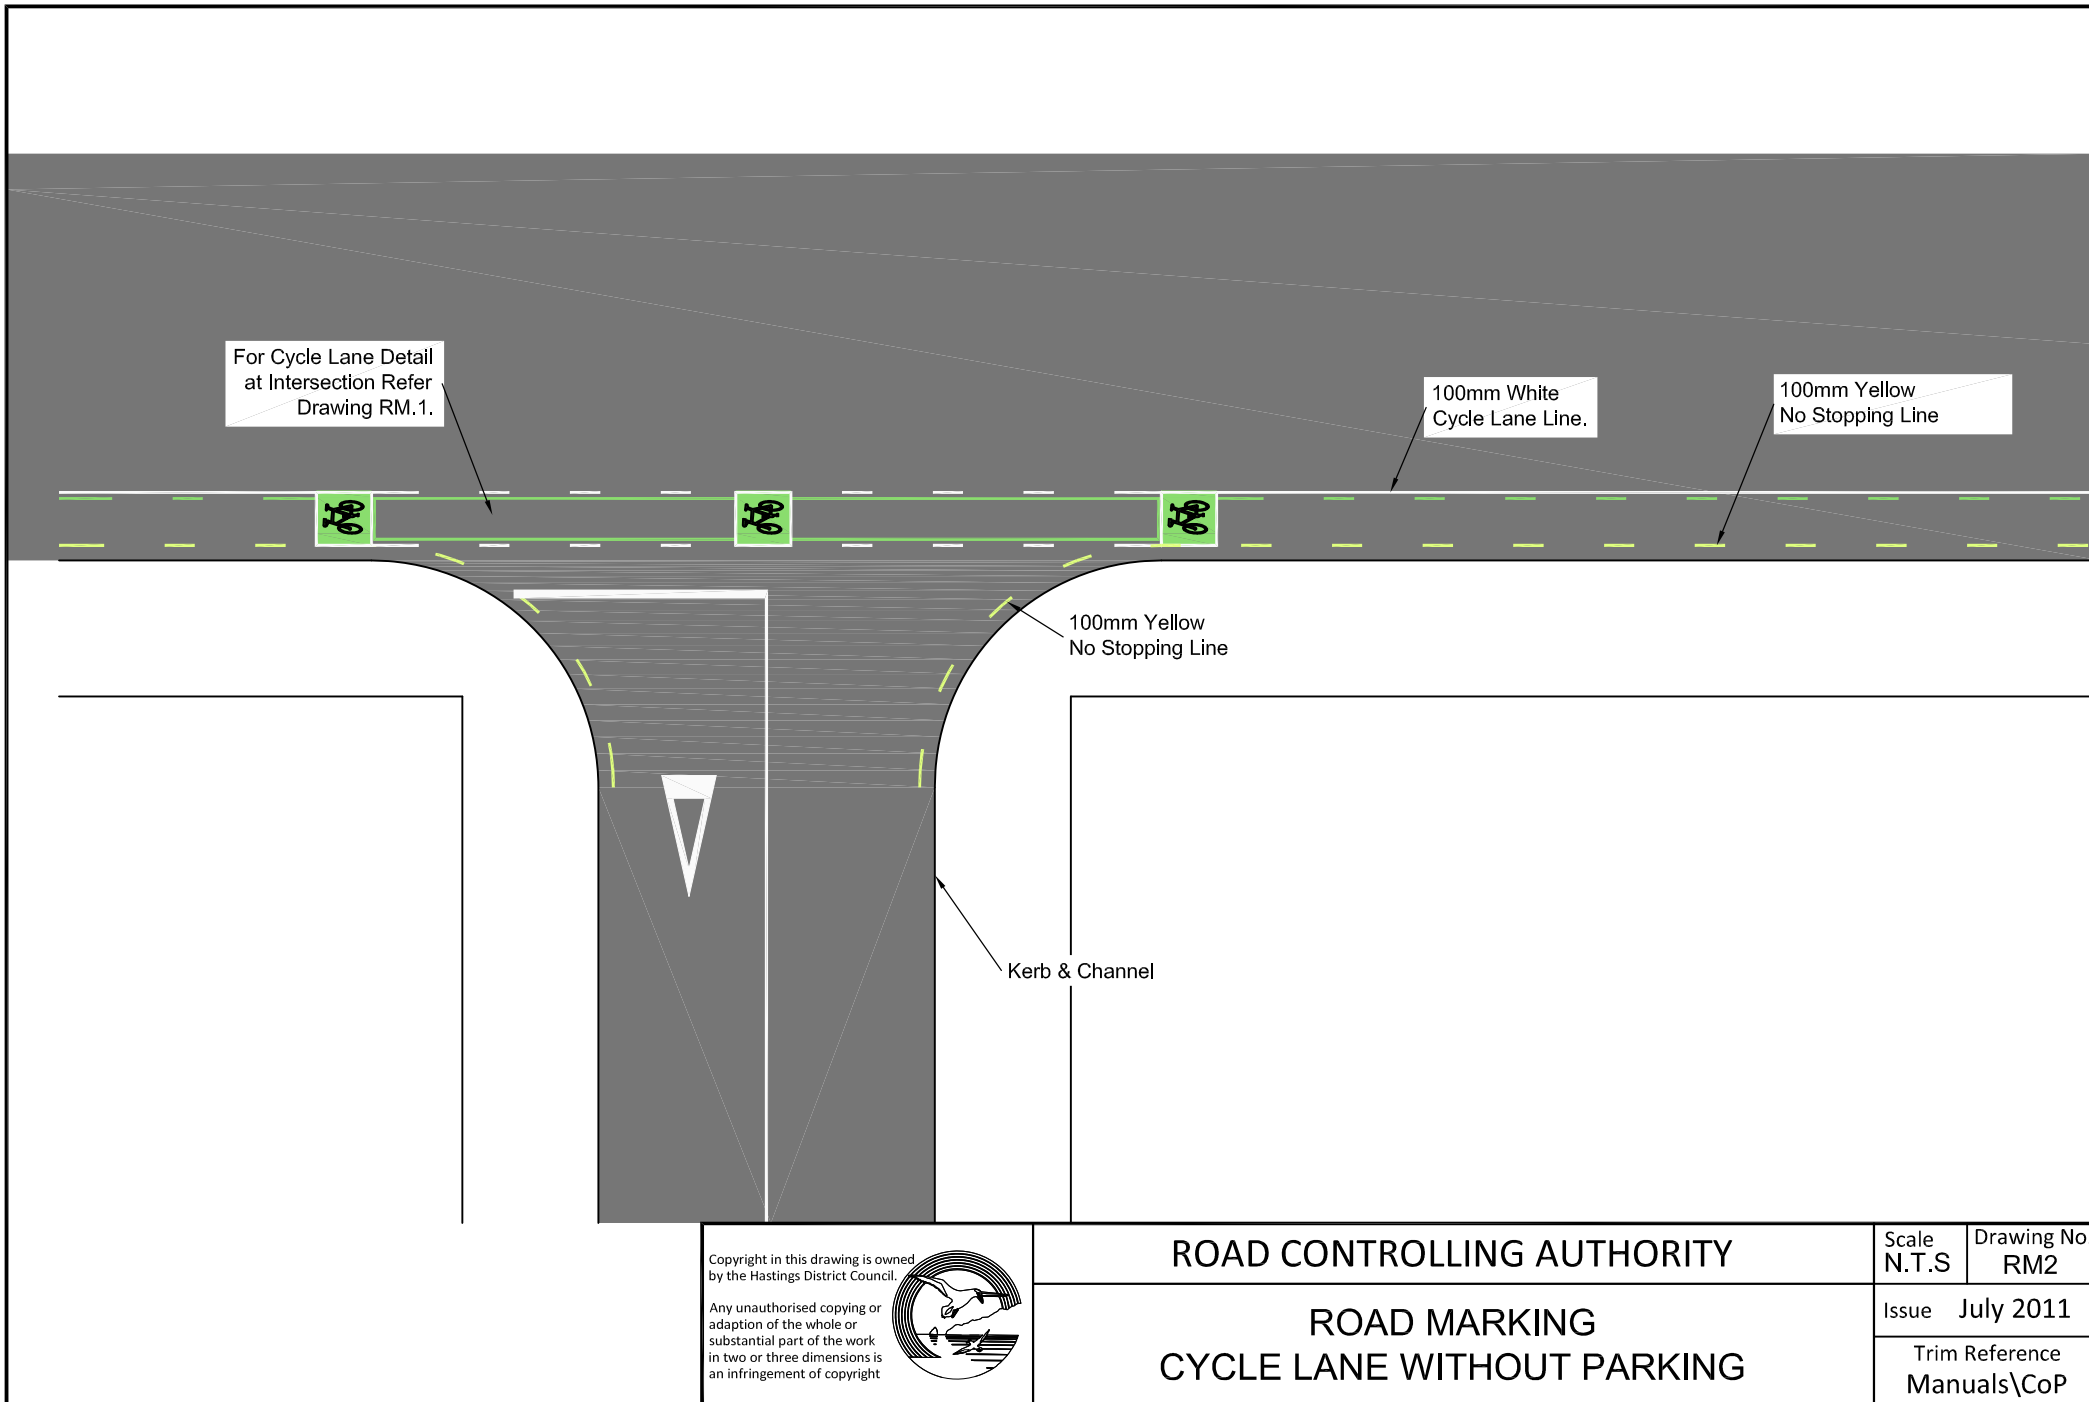 For Cycle Lane Detail
at Intersection Refer
Drawing RM.1.
100mm White
Cycle Lane Line.
100mm Yellow
No Stopping Line
100mm Yellow
No Stopping Line
Kerb & Channel
Copyright in this drawing is owned
by the Hastings District Council.
Any unauthorised copying or
adaption of the whole or
substantial part of the work
in two or three dimensions is
an infringement of copyright
ROAD CONTROLLING AUTHORITY
ROAD MARKING
CYCLE LANE WITHOUT PARKING
Scale
N.T.S
Drawing No.
RM2
Issue July 2011
Trim Reference
Manuals\CoP